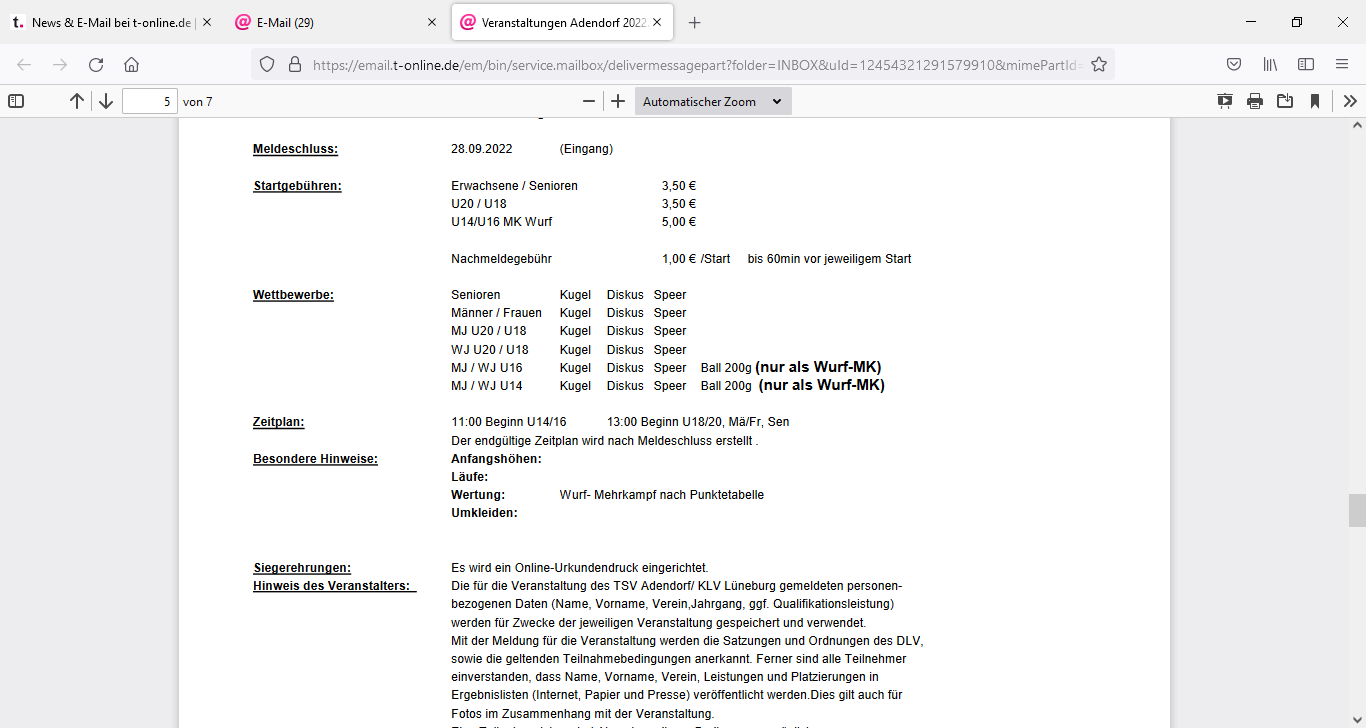 News & E-Mail bei t-online.de
E-Mail (29)
Veranstaltungen Adendorf 2022
https://email.t-online.de/em/bin/service.mailbox/delivermessagepart?folder=INBOX&uId=12454321291579910&mimePartId=
5 von 7
Automatischer Zoom
Meldeschluss: 28.09.2022 (Eingang)
Startgebühren: Erwachsene / Senioren 3,50 €
U20 / U18 3,50 €
U14/U16 MK Wurf 5,00 €
Nachmeldegebühr 1,00 € /Start bis 60min vor jeweiligem Start
Wettbewerbe: Senioren Kugel Diskus Speer
Männer / Frauen Kugel Diskus Speer
MJ U20 / U18 Kugel Diskus Speer
WJ U20 / U18 Kugel Diskus Speer
MJ / WJ U16 Kugel Diskus Speer Ball 200g (nur als Wurf-MK)
MJ / WJ U14 Kugel Diskus Speer Ball 200g (nur als Wurf-MK)
Zeitplan: 11:00 Beginn U14/16 13:00 Beginn U18/20, Mä/Fr, Sen
Der endgültige Zeitplan wird nach Meldeschluss erstellt .
Besondere Hinweise: Anfangshöhen:
Läufe:
Wertung: Wurf- Mehrkampf nach Punktetabelle
Umkleiden:
Siegerehrungen: Es wird ein Online-Urkundendruck eingerichtet.
Hinweis des Veranstalters: Die für die Veranstaltung des TSV Adendorf/ KLV Lüneburg gemeldeten personen-
bezogenen Daten (Name, Vorname, Verein,Jahrgang, ggf. Qualifikationsleistung)
werden für Zwecke der jeweiligen Veranstaltung gespeichert und verwendet.
Mit der Meldung für die Veranstaltung werden die Satzungen und Ordnungen des DLV,
sowie die geltenden Teilnahmebedingungen anerkannt. Ferner sind alle Teilnehmer
einverstanden, dass Name, Vorname, Verein, Leistungen und Platzierungen in
Ergebnislisten (Internet, Papier und Presse) veröffentlicht werden.Dies gilt auch für
Fotos im Zusammenhang mit der Veranstaltung.